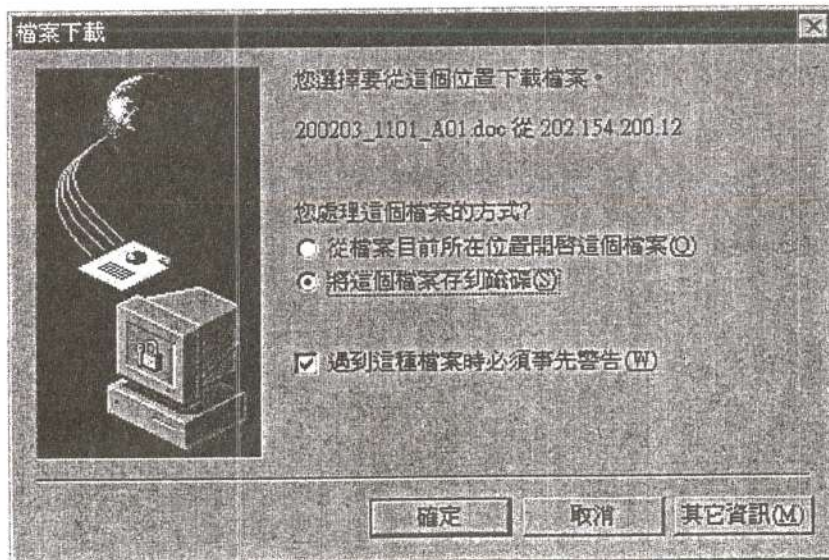 檔案下載
您選擇要從這個位置下載檔案。
200203_1101_A01.doc 從 202.154.200.12
您處理這個檔案的方式?
從檔案目前所在位置開啓這個檔案(O)
將這個檔案存到磁碟(S)
遇到這種檔案時必須事先警告(W)
確定
取消
其它資訊(M)